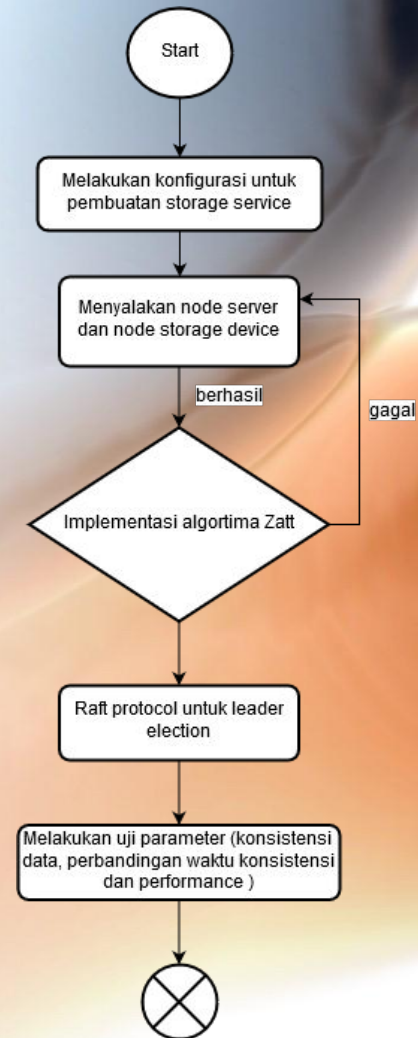 Start
Melakukan konfigurasi untuk
pembuatan storage service
Menyalakan node server
dan node storage device
berhasil
gagal
Implementasi algortima Zatt
Raft protocol untuk leader
election
Melakukan uji parameter (konsistensi
data, perbandingan waktu konsistensi
dan performance )